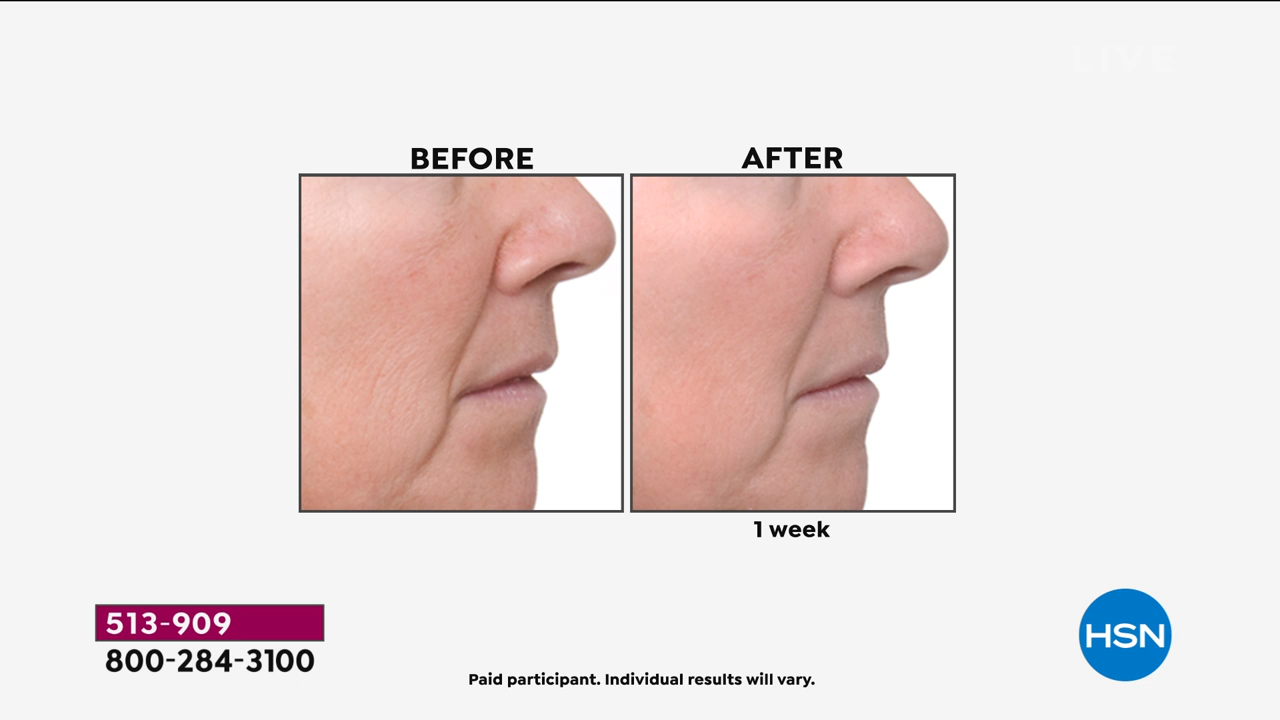 LIVE
BEFORE
AFTER
1 week
513-909
800-284-3100
Paid participant. Individual results will vary.
HSN